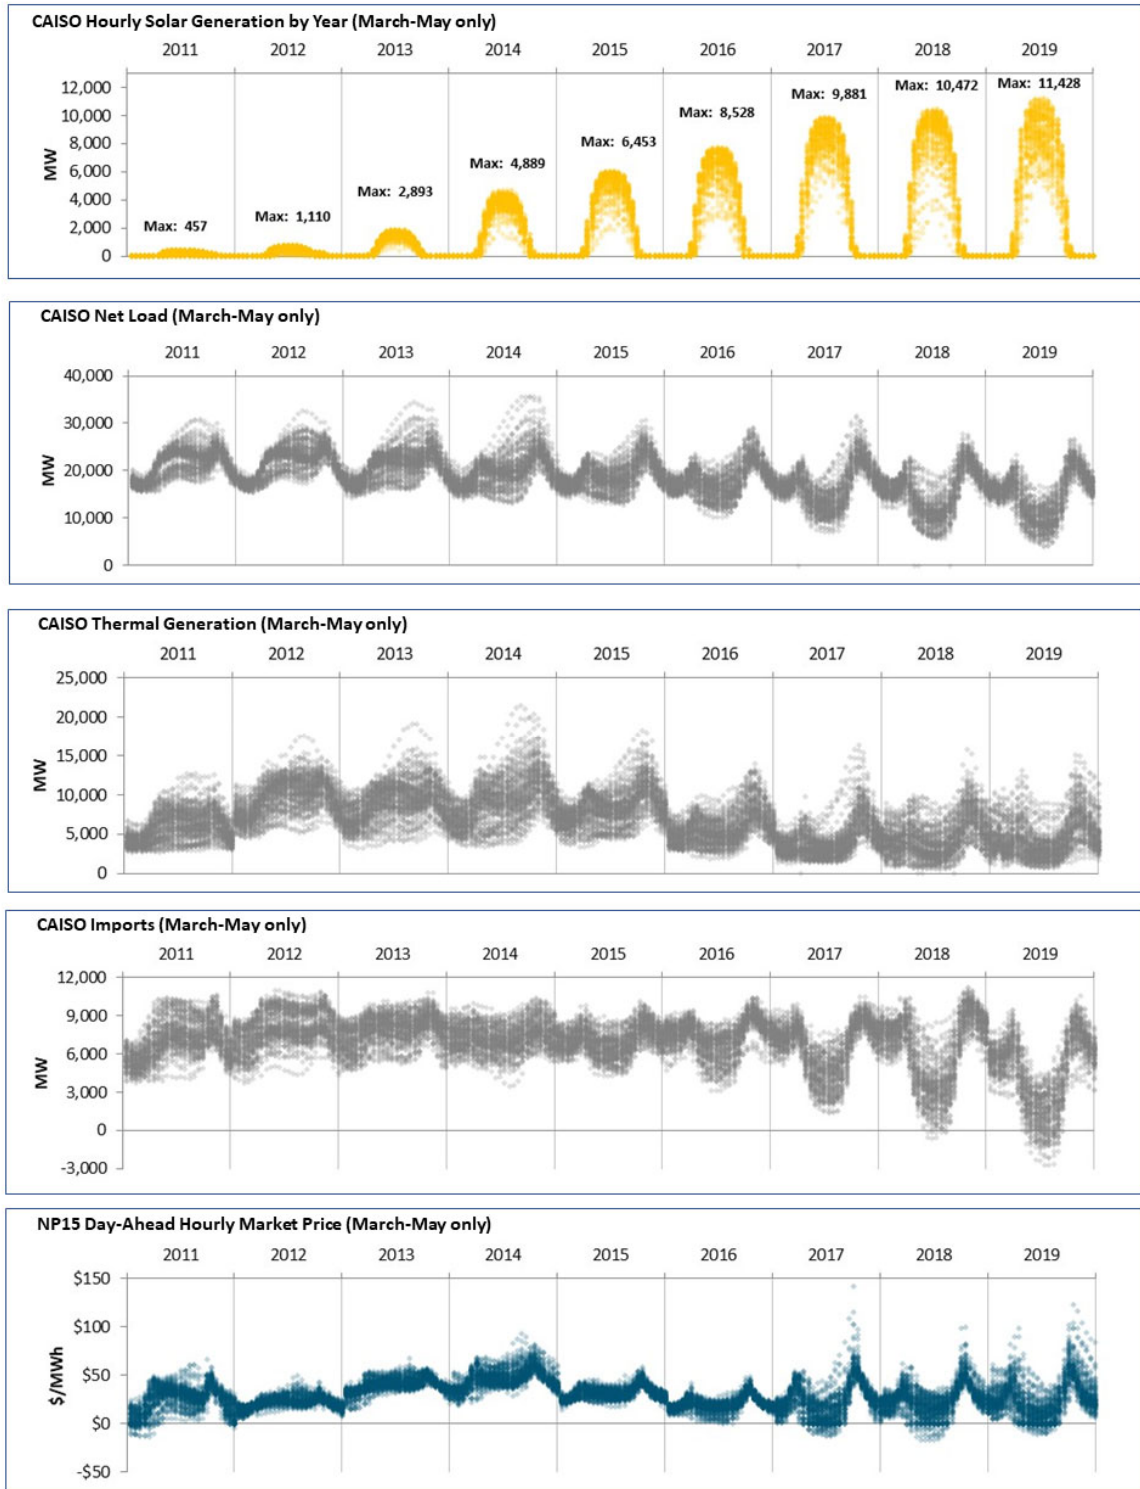 CAISO Hourly Solar Generation by Year (March-May only)
2011 2012 2013 2014 2015 2016 2017 2018 2019
12,000
10,000
8,000
6,000
4,000
2,000
0
MW
Max: 457
Max: 1,110
Max: 2,893
Max: 4,889
Max: 6,453
Max: 8,528
Max: 9,881
Max: 10,472
Max: 11,428
CAISO Net Load (March-May only)
2011 2012 2013 2014 2015 2016 2017 2018 2019
40,000
30,000
20,000
10,000
0
MW
CAISO Thermal Generation (March-May only)
2011 2012 2013 2014 2015 2016 2017 2018 2019
25,000
20,000
15,000
10,000
5,000
0
MW
CAISO Imports (March-May only)
2011 2012 2013 2014 2015 2016 2017 2018 2019
12,000
9,000
6,000
3,000
0
-3,000
MW
NP15 Day-Ahead Hourly Market Price (March-May only)
2011 2012 2013 2014 2015 2016 2017 2018 2019
$150
$100
$50
$0
-$50
$/MWh